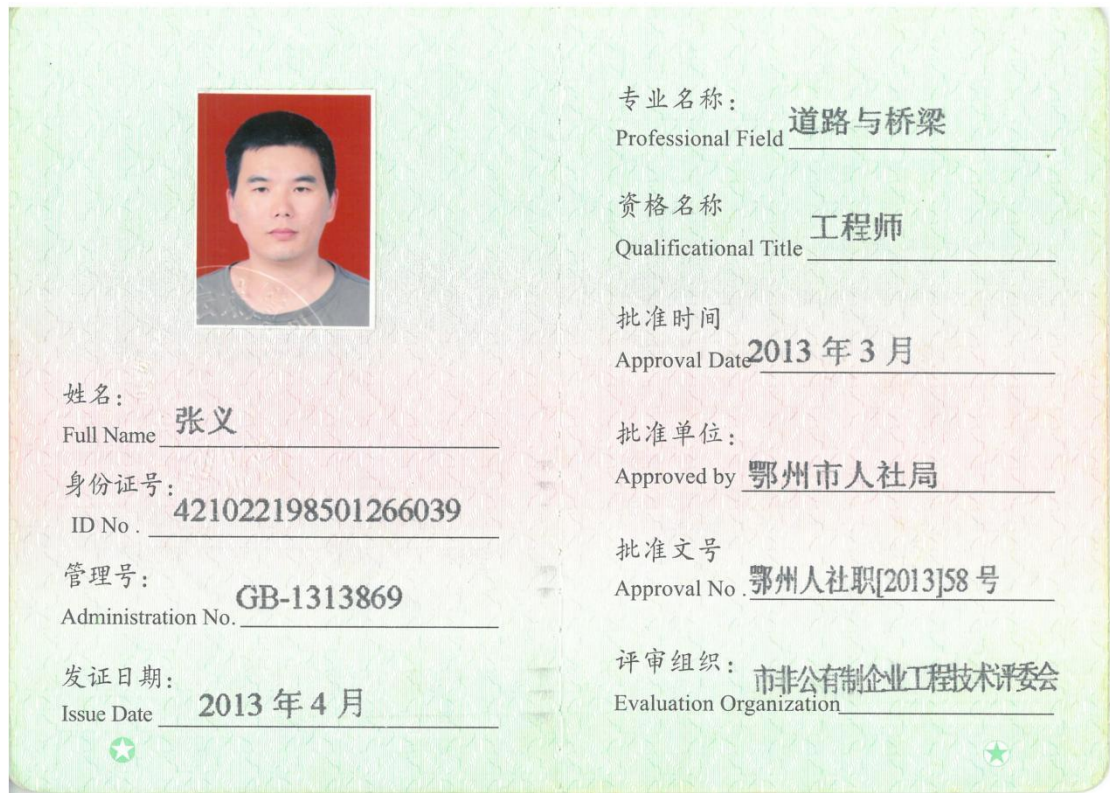 姓名：
张义
Full Name
身份证号：
421022198501266039
ID No .
管理号：
GB-1313869
Administration No.
发证日期：
2013 年 4 月
Issue Date
专业名称：
道路与桥梁
Professional Field
资格名称
工程师
Qualificational Title
批准时间
2013 年 3 月
Approval Date
批准单位：
Approved by 鄂州市人社局
批准文号
Approval No . 鄂州人社职[2013]58 号
评审组织：
市非公有制企业工程技术评委会
Evaluation Organization